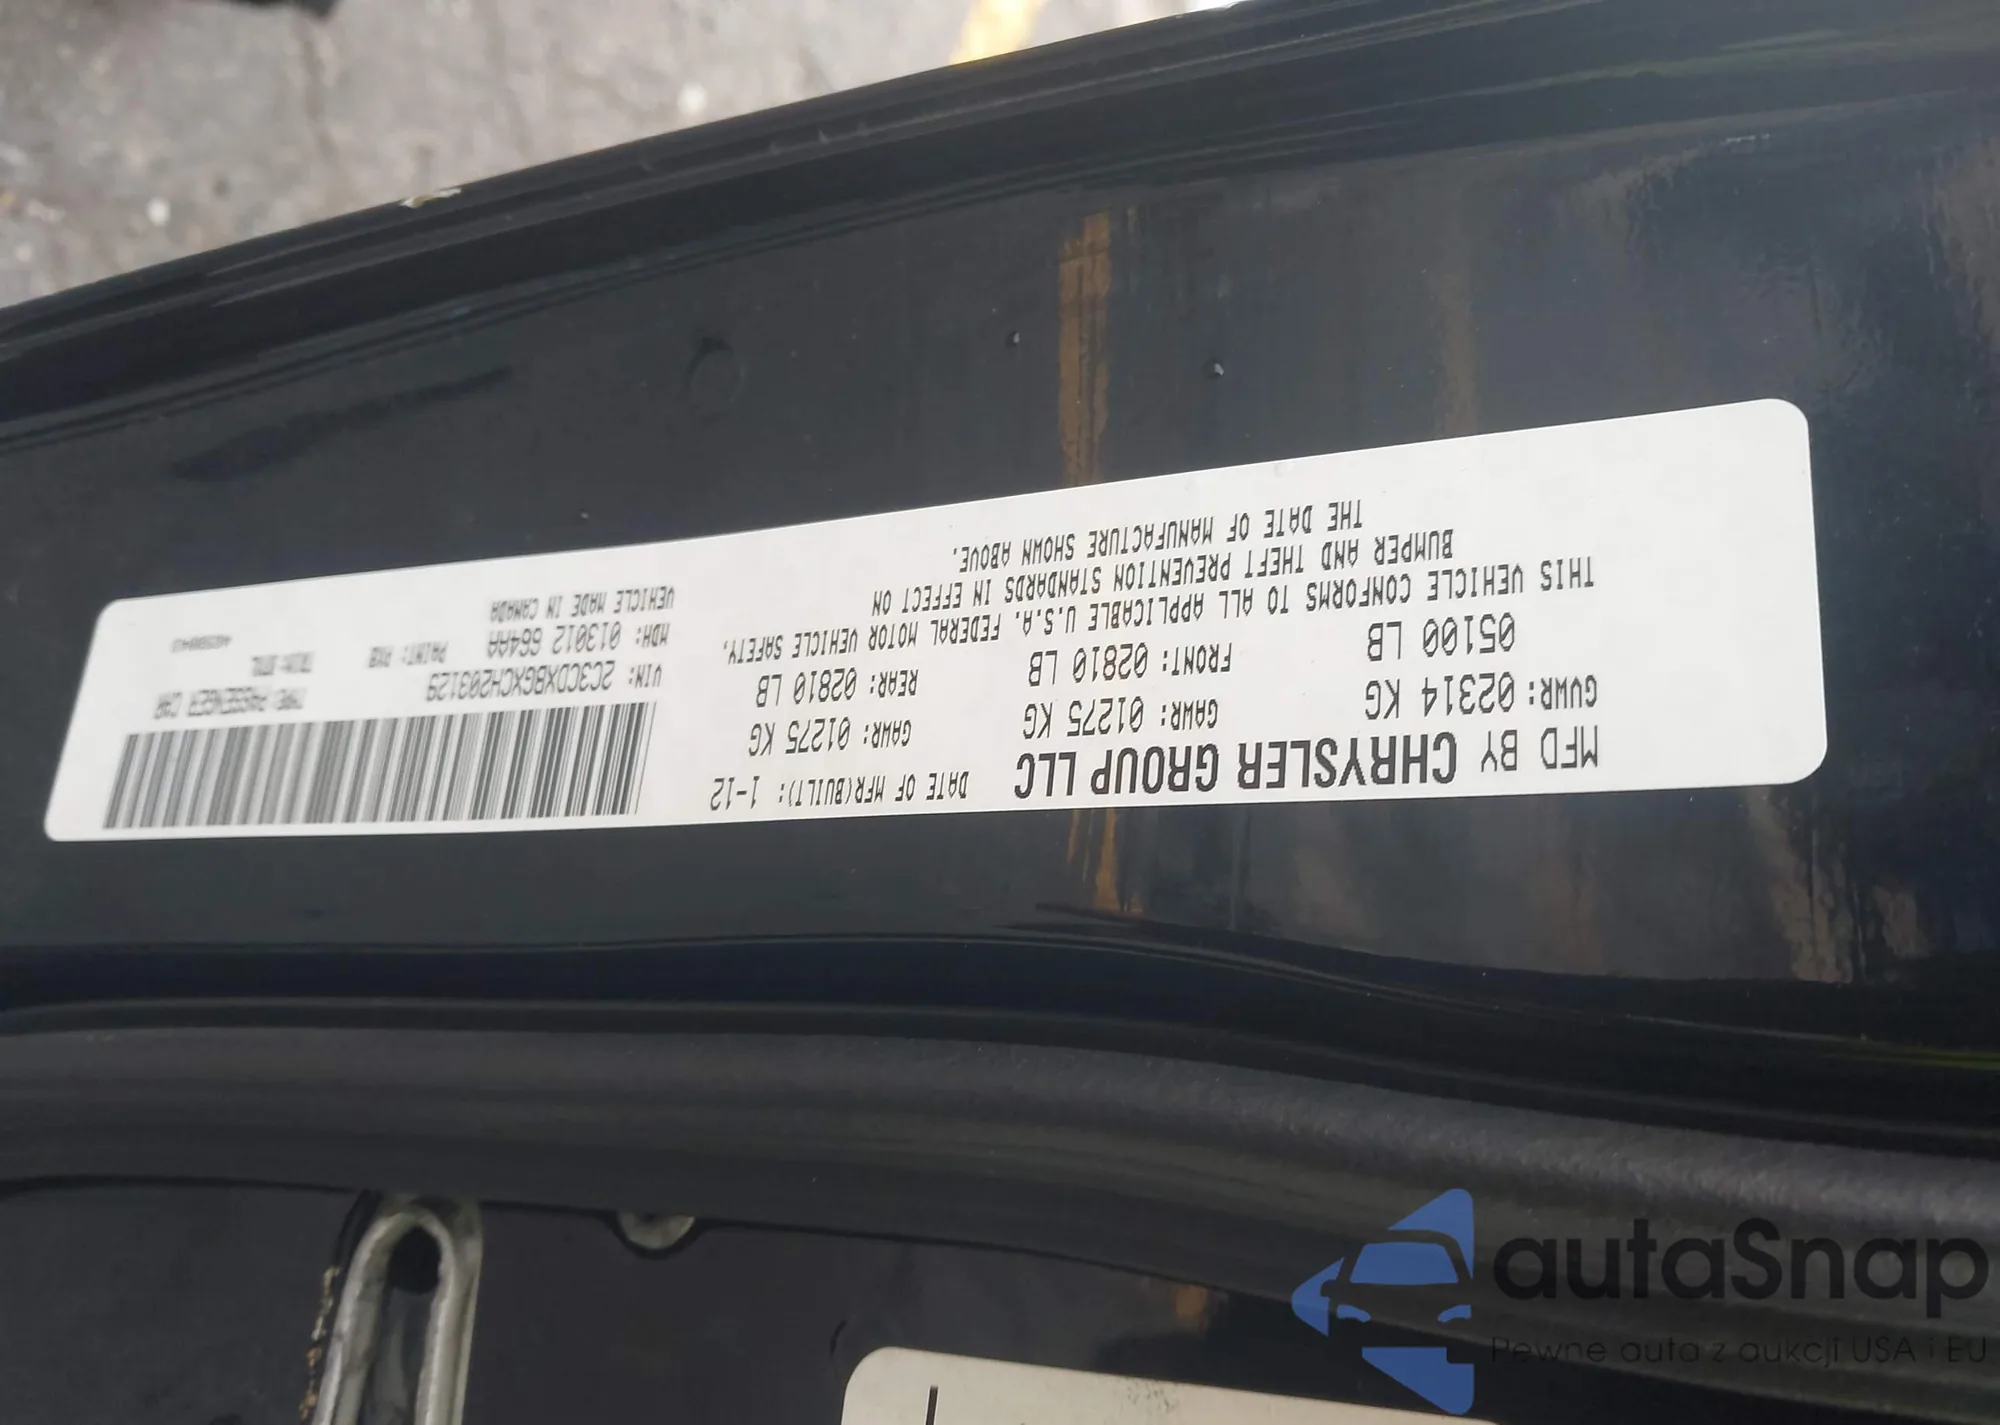 MFD BY CHRYSLER GROUP LLC
DATE OF MFR(BUILT): 1-12
GVWR: 02314 KG
05100 LB
GAWR: 01275 KG
FRONT: 02810 LB
GAWR: 01275 KG
REAR: 02810 LB
THIS VEHICLE CONFORMS TO ALL APPLICABLE U.S.A. FEDERAL MOTOR VEHICLE SAFETY,
BUMPER AND THEFT PREVENTION STANDARDS IN EFFECT ON
THE DATE OF MANUFACTURE SHOWN ABOVE.
VIN: 2C3CDXBGXCH203129
TYPE: PASSENGER CAR
MDH: 013012 664AA
PAINT: PXR
TRIM:
VEHICLE MADE IN CANADA
autaSnap
Pewne auta z aukcji USA i EU